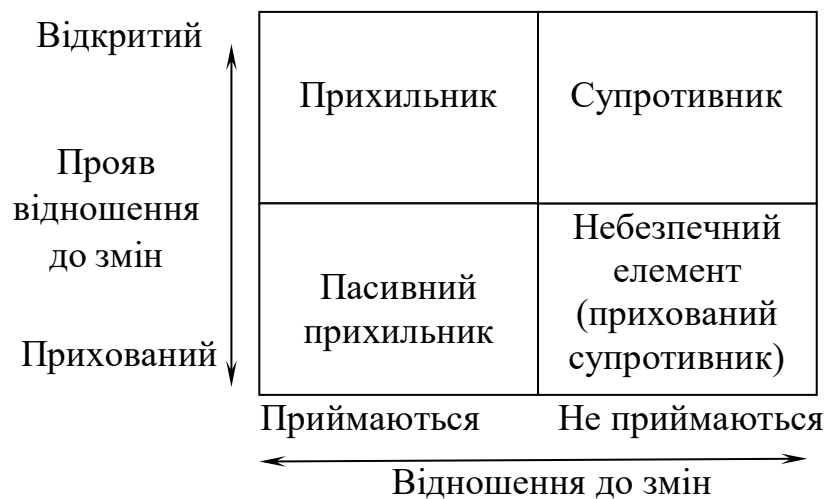 Відкритий
Прихильник
Супротивник
Прояв
відношення
до змін
Пасивний
прихильник
Небезпечний
елемент
(прихований
супротивник)
Прихований
Приймаються
Не приймаються
Відношення до змін